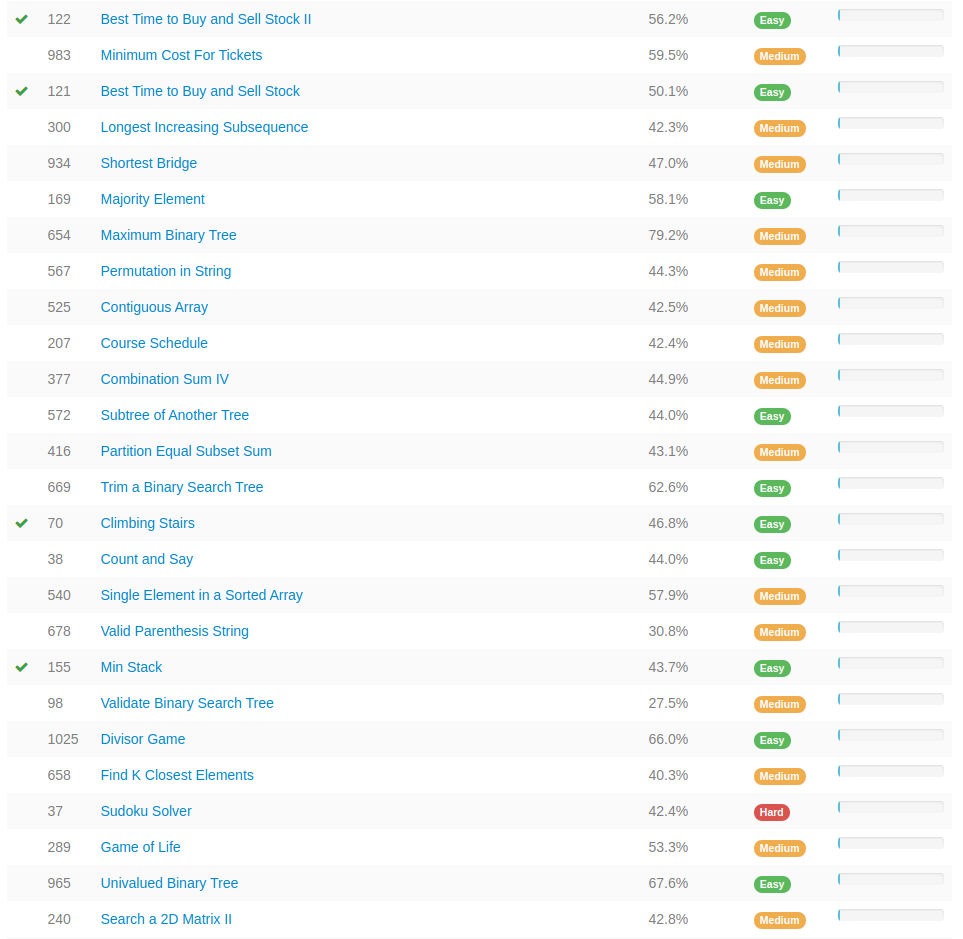 122 Best Time to Buy and Sell Stock II 56.2% Easy
983 Minimum Cost For Tickets 59.5% Medium
121 Best Time to Buy and Sell Stock 50.1% Easy
300 Longest Increasing Subsequence 42.3% Medium
934 Shortest Bridge 47.0% Medium
169 Majority Element 58.1% Easy
654 Maximum Binary Tree 79.2% Medium
567 Permutation in String 44.3% Medium
525 Contiguous Array 42.5% Medium
207 Course Schedule 42.4% Medium
377 Combination Sum IV 44.9% Medium
572 Subtree of Another Tree 44.0% Easy
416 Partition Equal Subset Sum 43.1% Medium
669 Trim a Binary Search Tree 62.6% Easy
70 Climbing Stairs 46.8% Easy
38 Count and Say 44.0% Easy
540 Single Element in a Sorted Array 57.9% Medium
678 Valid Parenthesis String 30.8% Medium
155 Min Stack 43.7% Easy
98 Validate Binary Search Tree 27.5% Medium
1025 Divisor Game 66.0% Easy
658 Find K Closest Elements 40.3% Medium
37 Sudoku Solver 42.4% Hard
289 Game of Life 53.3% Medium
965 Univalued Binary Tree 67.6% Easy
240 Search a 2D Matrix II 42.8% Medium